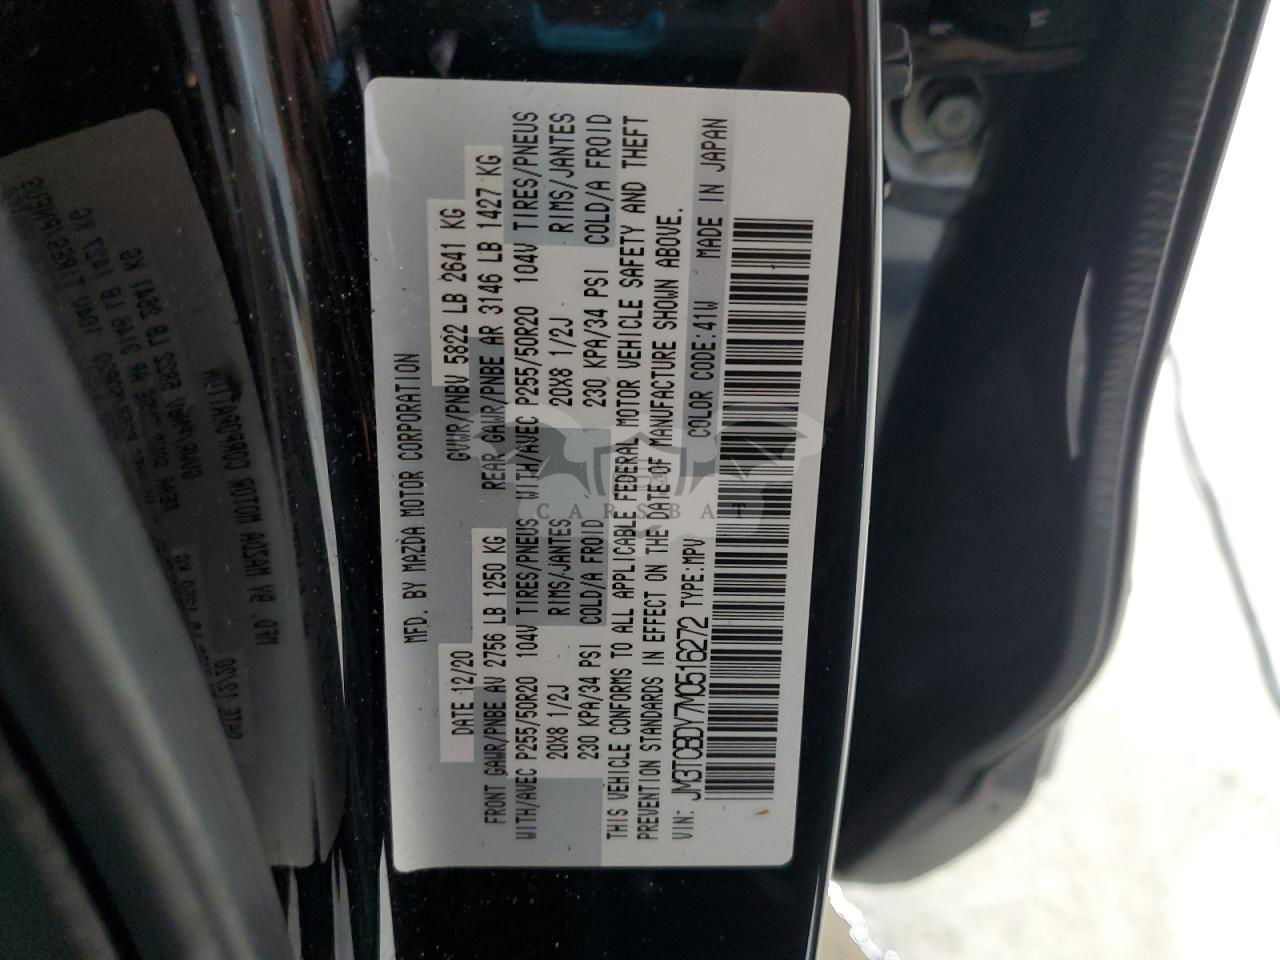 MFD. BY MAZDA MOTOR CORPORATION
DATE:12/20 GVWR/PNBV 5822 LB 2641 KG
FRONT GAWR/PNBE AV 2756 LB 1250 KG REAR GAWR/PNBE AR 3146 LB 1427 KG
WITH/AVEC P255/50R20 104V TIRES/PNEUS WITH/AVEC P255/50R20 104V TIRES/PNEUS
20X8 1/2J RIMS/JANTES 20X8 1/2J RIMS/JANTES
230 KPA/34 PSI COLD/A FROID 230 KPA/34 PSI COLD/A FROID
THIS VEHICLE CONFORMS TO ALL APPLICABLE FEDERAL MOTOR VEHICLE SAFETY AND THEFT
PREVENTION STANDARDS IN EFFECT ON THE DATE OF MANUFACTURE SHOWN ABOVE.
VIN: JM3TCBDY7M0516272 TYPE:MPV COLOR CODE:41W MADE IN JAPAN
CARSBAT